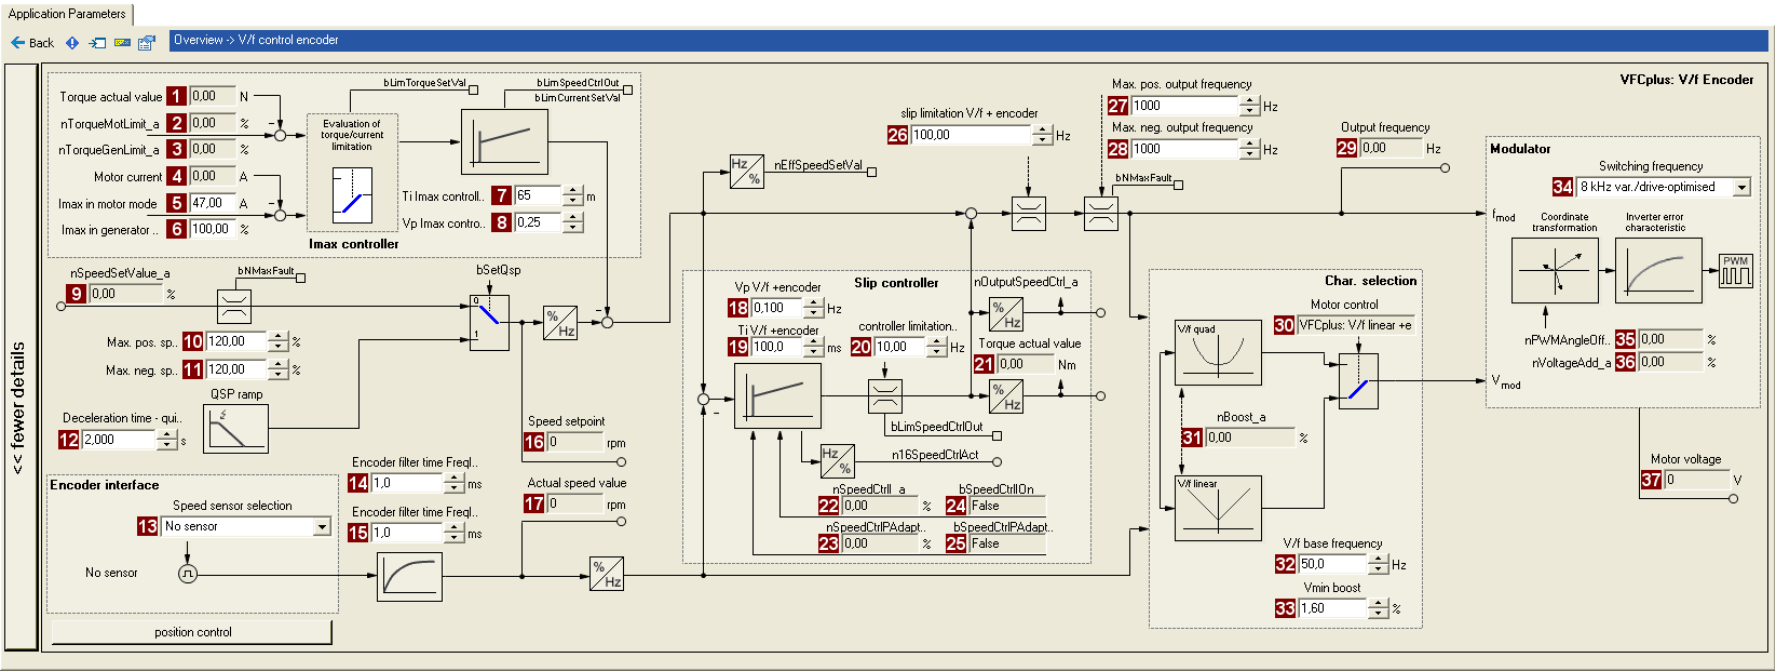 Application Parameters
Back
Overview -> V/f control encoder
<< fewer details
VFCplus: V/f Encoder
Torque actual value 1 0,00 N
nTorqueMotLimit_a 2 0,00 %
nTorqueGenLimit_a 3 0,00 %
Motor current 4 0,00 A
Imax in motor mode 5 47,00 A
Imax in generator .. 6 100,00 %
bLimTorqueSetVal
bLimSpeedCtrlOut
bLimCurrentSetVal
Evaluation of
torque/current
limitation
Ti Imax controll.. 7 65 m
Vp Imax contro.. 8 0,25
Imax controller
nSpeedSetValue_a
9 0,00 %
bNMaxFault
bSetQsp
0
1
% Hz
Max. pos. sp.. 10 120,00 %
Max. neg. sp.. 11 120,00 %
QSP ramp
Deceleration time - qui..
12 2,000 s
Speed setpoint
16 0 rpm
Actual speed value
17 0 rpm
Encoder interface
Speed sensor selection
13 No sensor
No sensor
Encoder filter time Freql..
14 1,0 ms
Encoder filter time Freql..
15 1,0 ms
% Hz
position control
Hz %
nEffSpeedSetVal
slip limitation V/f + encoder
26 100,00 Hz
Max. pos. output frequency
27 1000 Hz
Max. neg. output frequency
28 1000 Hz
bNMaxFault
Output frequency
29 0,00 Hz
Slip controller
Vp V/f +encoder
18 0,100 Hz
Ti V/f +encoder
19 100,0 ms
controller limitation..
20 10,00 Hz
nOutputSpeedCtrl_a
% Hz
Torque actual value
21 0,00 Nm
% Hz
bLimSpeedCtrlOut
Hz %
n16SpeedCtrlAct
nSpeedCtrlI_a
22 0,00 %
bSpeedCtrlIOn
24 False
nSpeedCtrlPAdapt..
23 0,00 %
bSpeedCtrlPAdapt..
25 False
Char. selection
Motor control
30 VFCplus: V/f linear +e
V/f quad
nBoost_a
31 0,00 %
V/f linear
V/f base frequency
32 50,0 Hz
Vmin boost
33 1,60 %
Modulator
Switching frequency
34 8 kHz var./drive-optimised
fmod
Coordinate
transformation
Inverter error
characteristic
PWM
nPWMAngleOff.. 35 0,00 %
nVoltageAdd_a 36 0,00 %
Vmod
Motor voltage
37 0 V